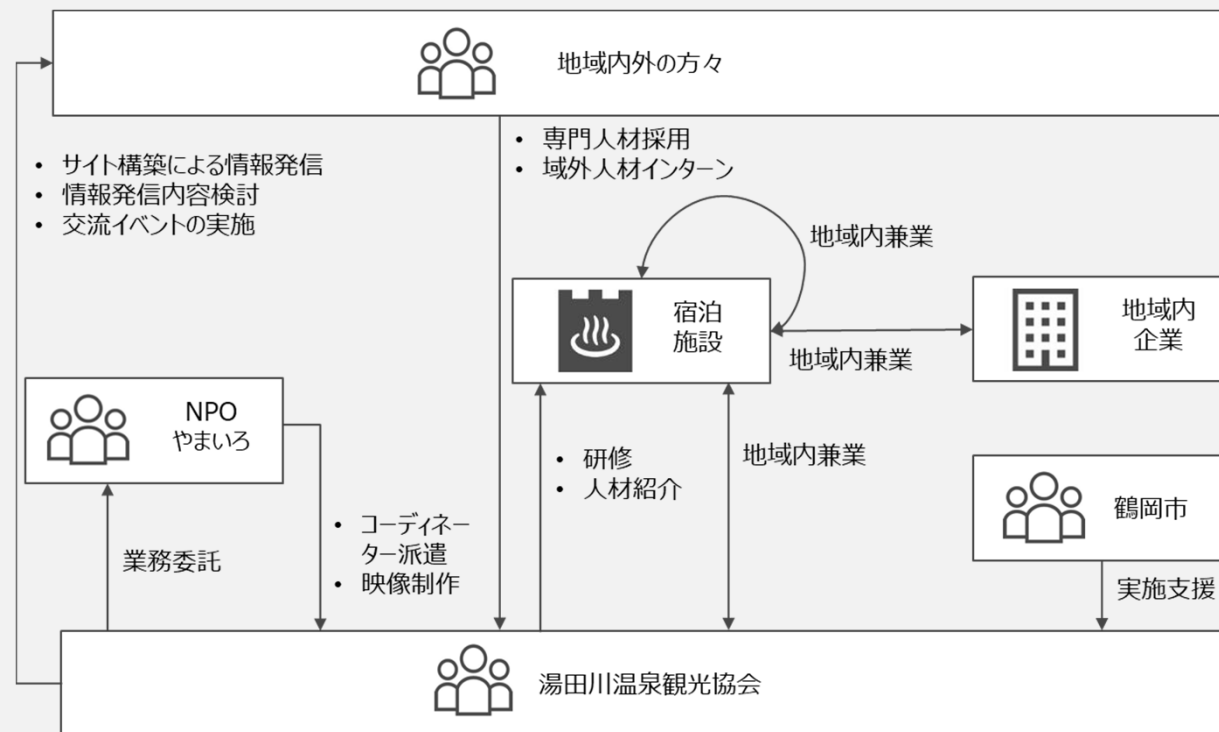 地域内外の方々
• サイト構築による情報発信
• 情報発信内容検討
• 交流イベントの実施
• 専門人材採用
• 域外人材インターン
地域内兼業
宿泊
施設
地域内兼業
地域内
企業
NPO
やまいろ
• 研修
• 人材紹介
地域内兼業
鶴岡市
業務委託
• コーディネー
ター派遣
• 映像制作
実施支援
湯田川温泉観光協会